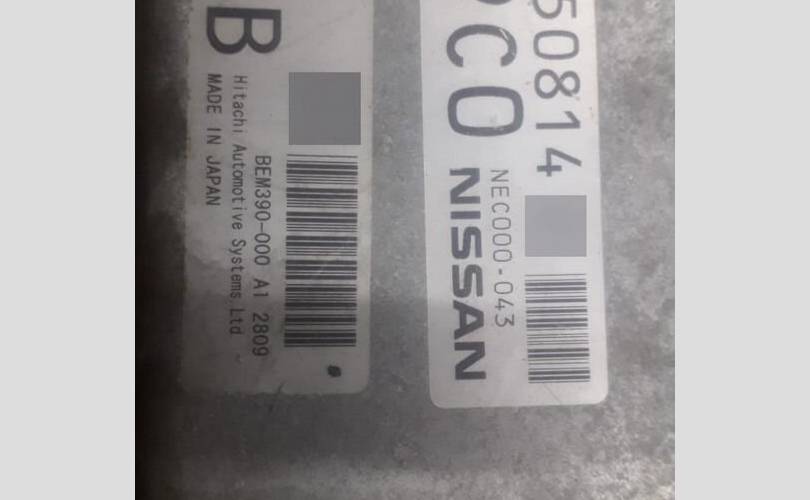 B
BEM390-000 A1 2809
Hitachi Automotive Systems,Ltd
MADE IN JAPAN
50814
NEC000-043
CO NISSAN